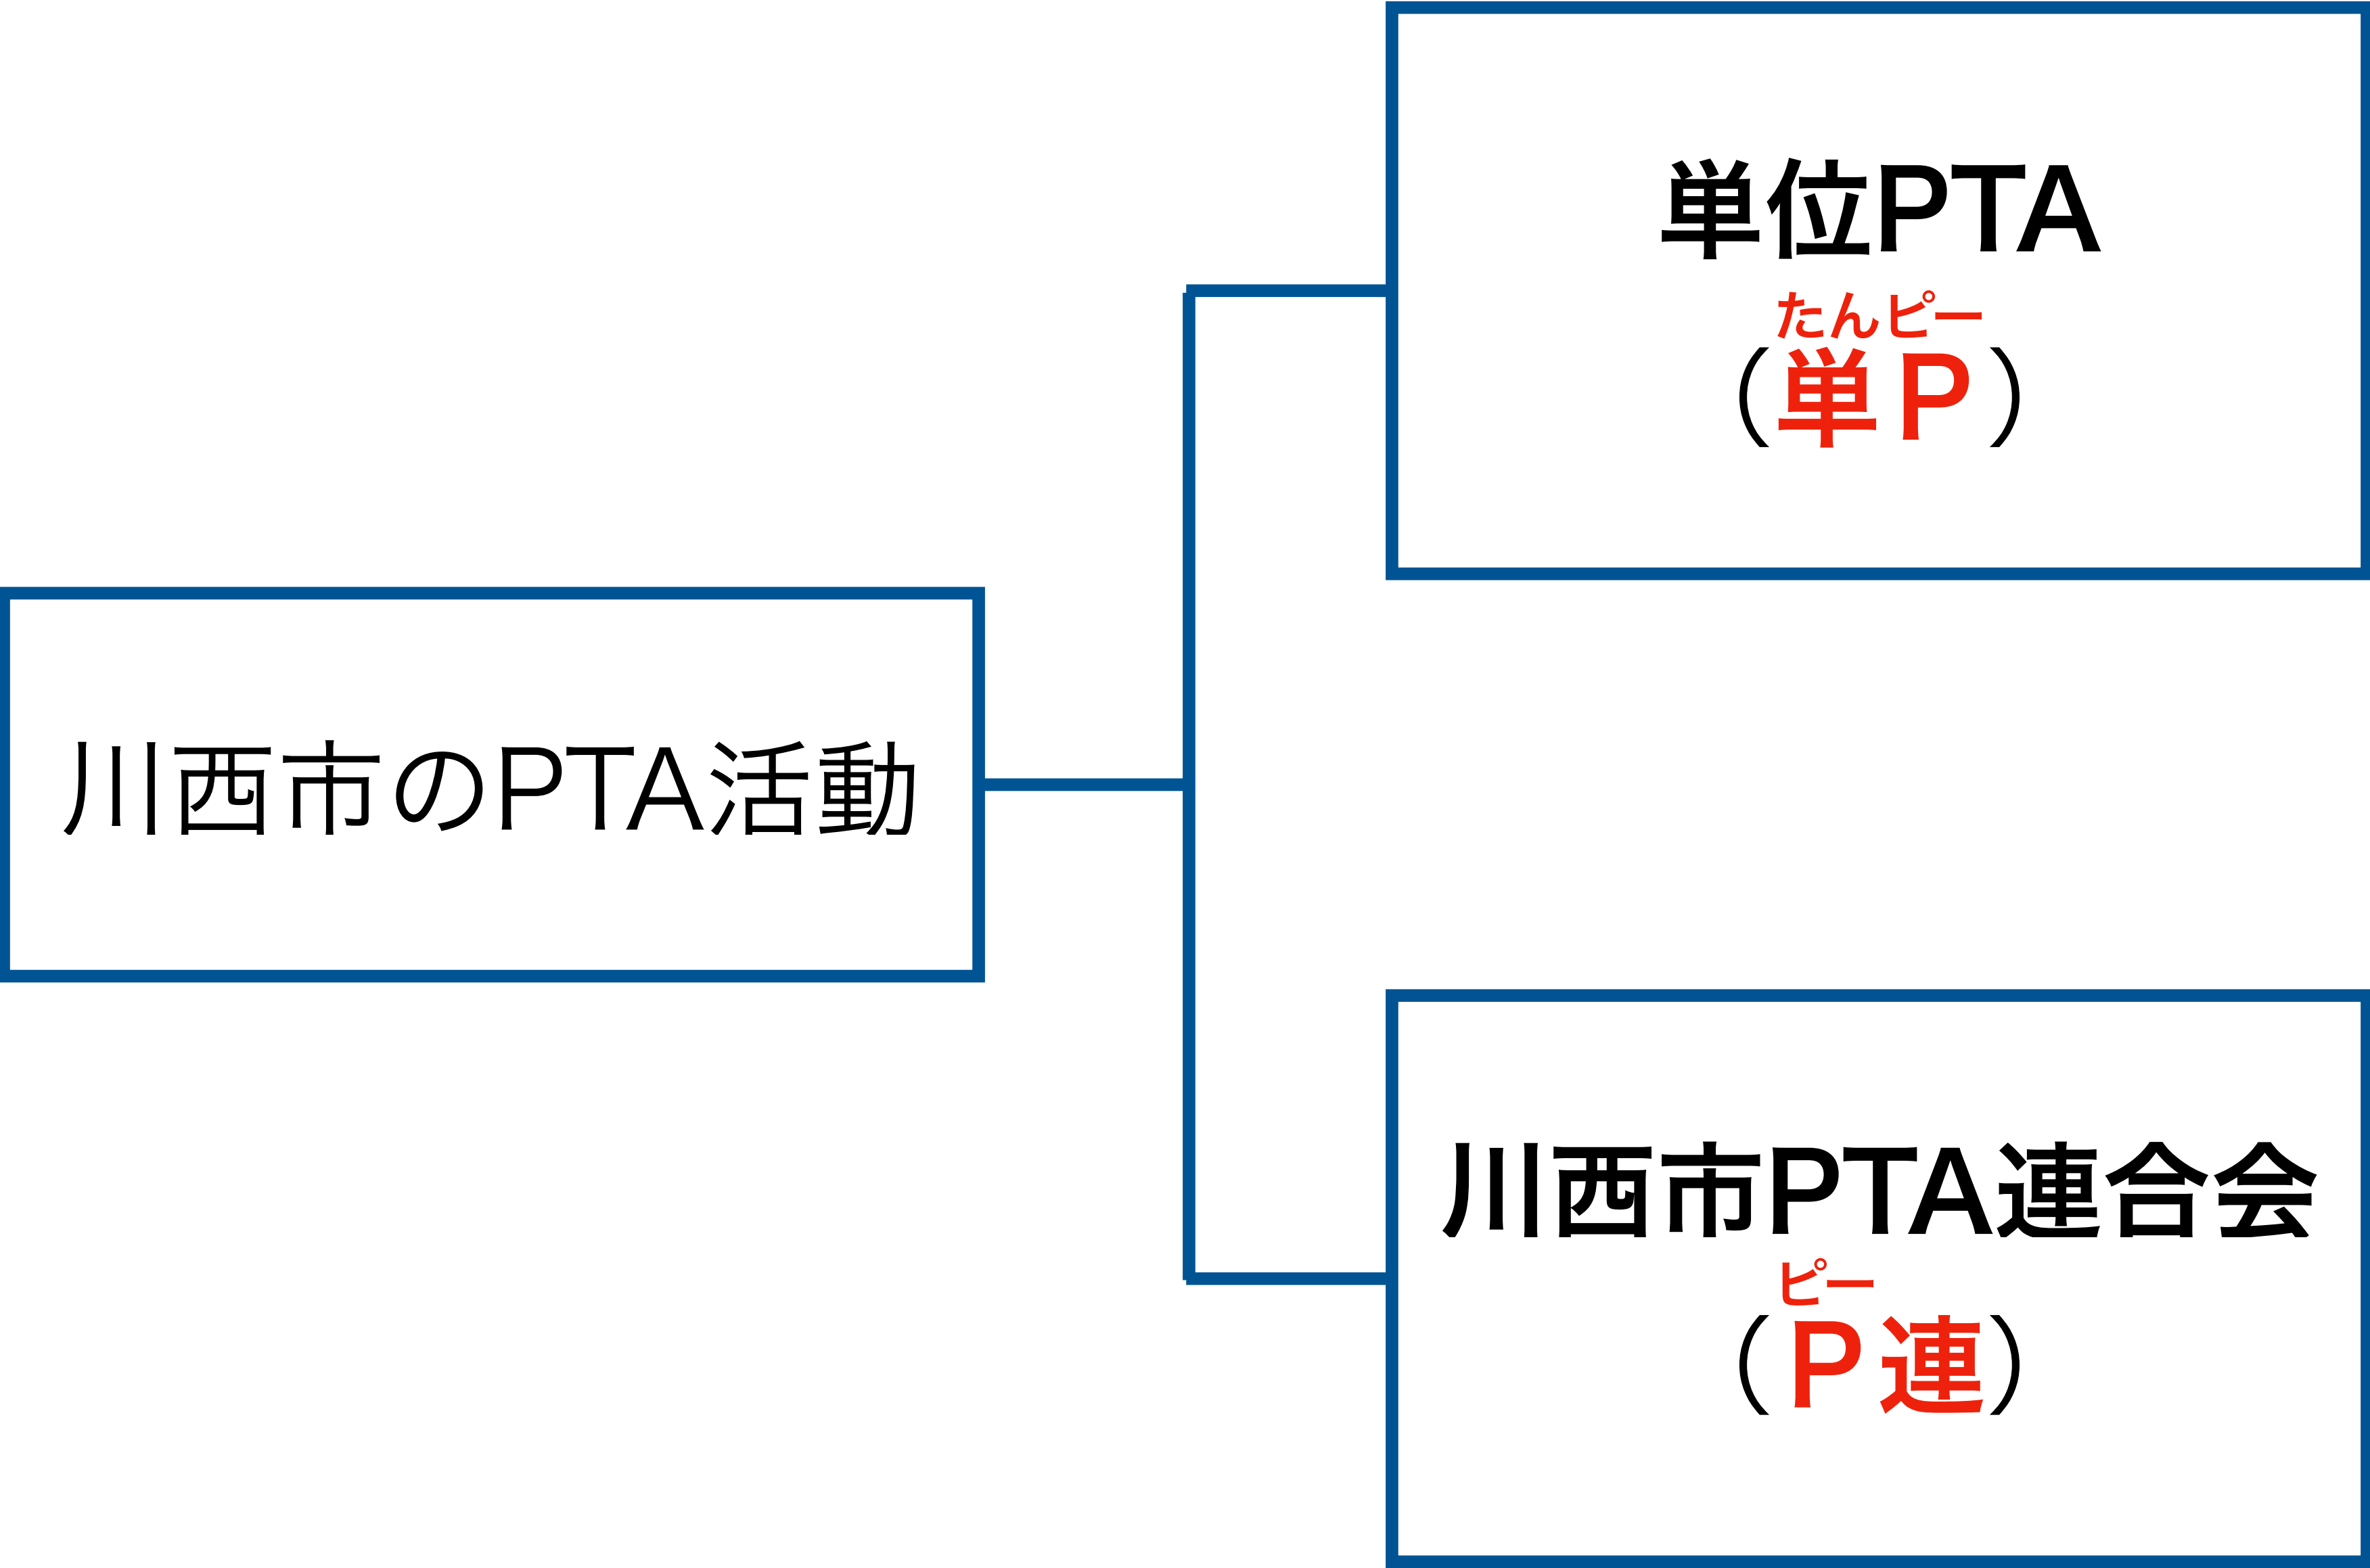 川西市のPTA活動
単位PTA
たんピー
（単P）
川西市PTA連合会
ピー
（P連）